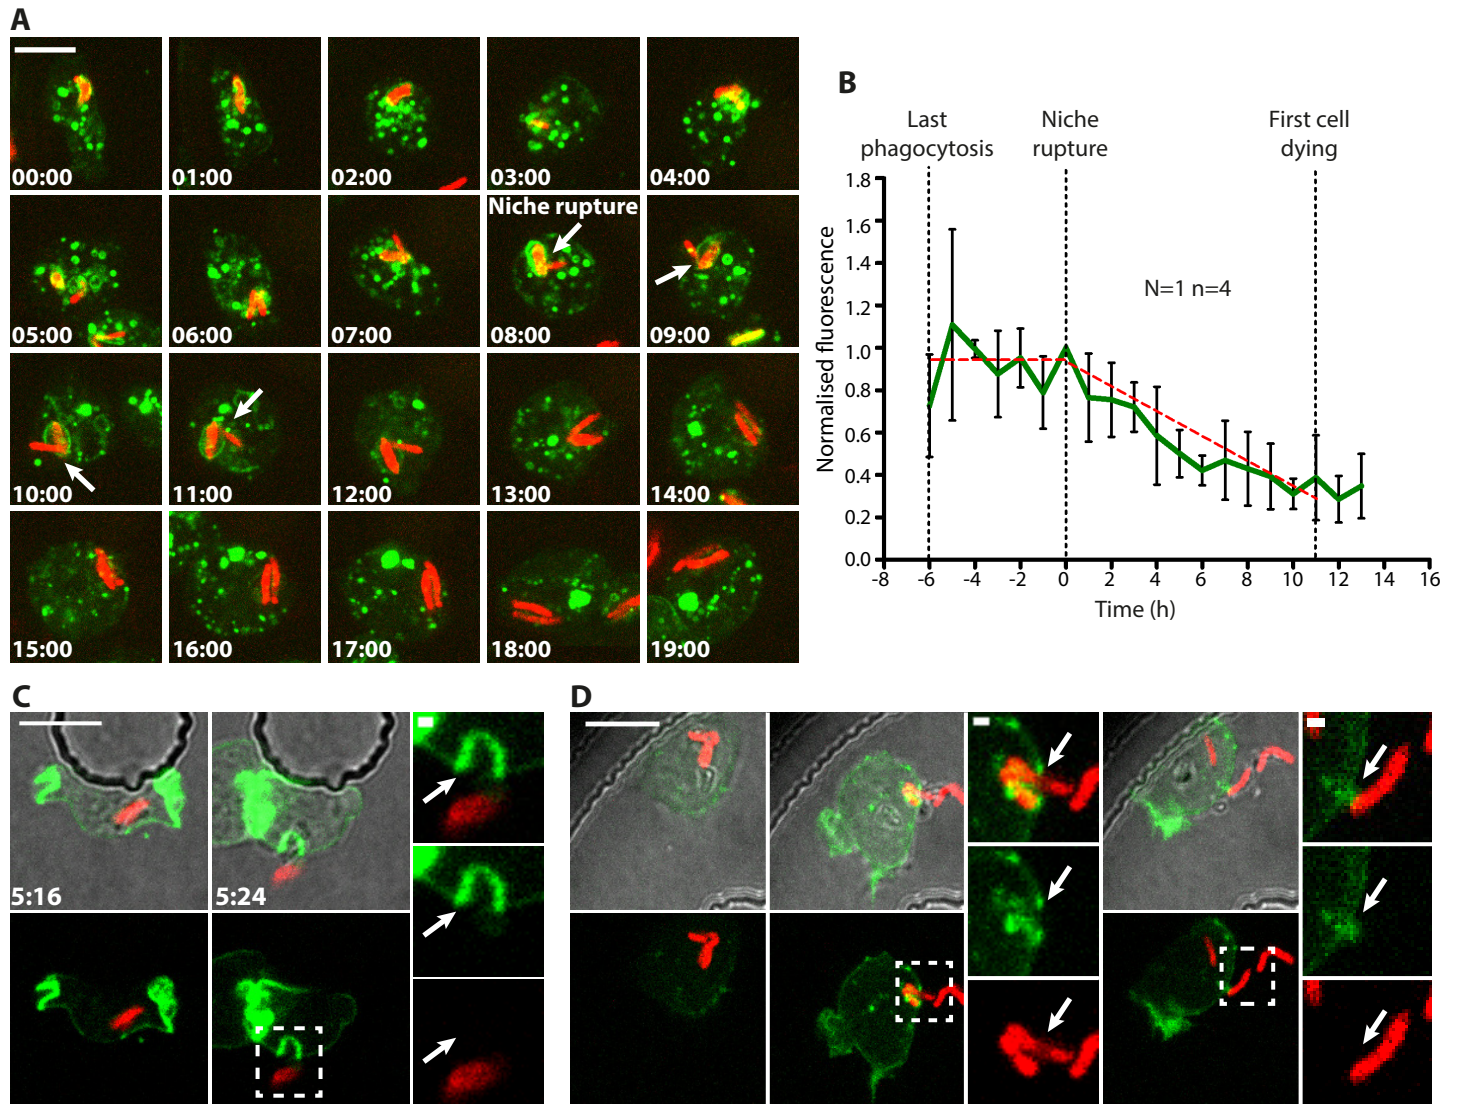 A
00:00
01:00
02:00
03:00
04:00
Niche rupture
05:00
06:00
07:00
08:00
09:00
10:00
11:00
12:00
13:00
14:00
15:00
16:00
17:00
18:00
19:00
B
Last
phagocytosis
Niche
rupture
First cell
dying
Normalised fluorescence
1.8
1.6
1.4
1.2
1.0
0.8
0.6
0.4
0.2
0.0
N=1 n=4
-8 -6 -4 -2 0 2 4 6 8 10 12 14 16
Time (h)
C
5:16
5:24
D